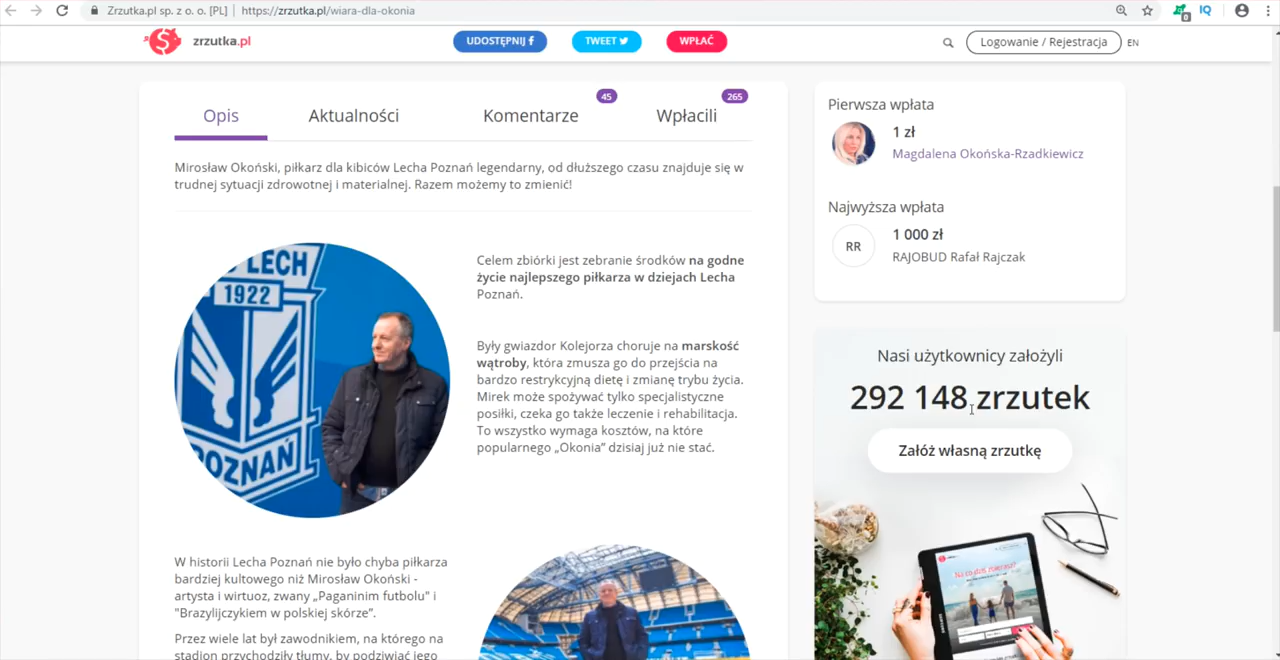 Zrzutka.pl sp. z o. o. [PL]
https://zrzutka.pl/wiara-dla-okonia
0
IQ
zrzutka.pl
UDOSTĘPNIJ f
TWEET
WPŁAĆ
Logowanie / Rejestracja
EN
Opis
Aktualności
Komentarze
45
Wpłacili
265
Mirosław Okoński, piłkarz dla kibiców Lecha Poznań legendarny, od dłuższego czasu znajduje się w
trudnej sytuacji zdrowotnej i materialnej. Razem możemy to zmienić!
LECH
1922
POZNAŃ
Celem zbiórki jest zebranie środków na godne
życie najlepszego piłkarza w dziejach Lecha
Poznań.
Były gwiazdor Kolejorza choruje na marskość
wątroby, która zmusza go do przejścia na
bardzo restrykcyjną dietę i zmianę trybu życia.
Mirek może spożywać tylko specjalistyczne
posiłki, czeka go także leczenie i rehabilitacja.
To wszystko wymaga kosztów, na które
popularnego „Okonia” dzisiaj już nie stać.
W historii Lecha Poznań nie było chyba piłkarza
bardziej kultowego niż Mirosław Okoński -
artysta i wirtuoz, zwany „Paganinim futbolu" i
"Brazylijczykiem w polskiej skórze”.
Przez wiele lat był zawodnikiem, na którego na
stadion przychodziły tłumy, by podziwiać jego
Pierwsza wpłata
1 zł
Magdalena Okońska-Rzadkiewicz
Najwyższa wpłata
RR
1 000 zł
RAJOBUD Rafał Rajczak
Nasi użytkownicy założyli
292 148 zrzutek
Załóż własną zrzutkę